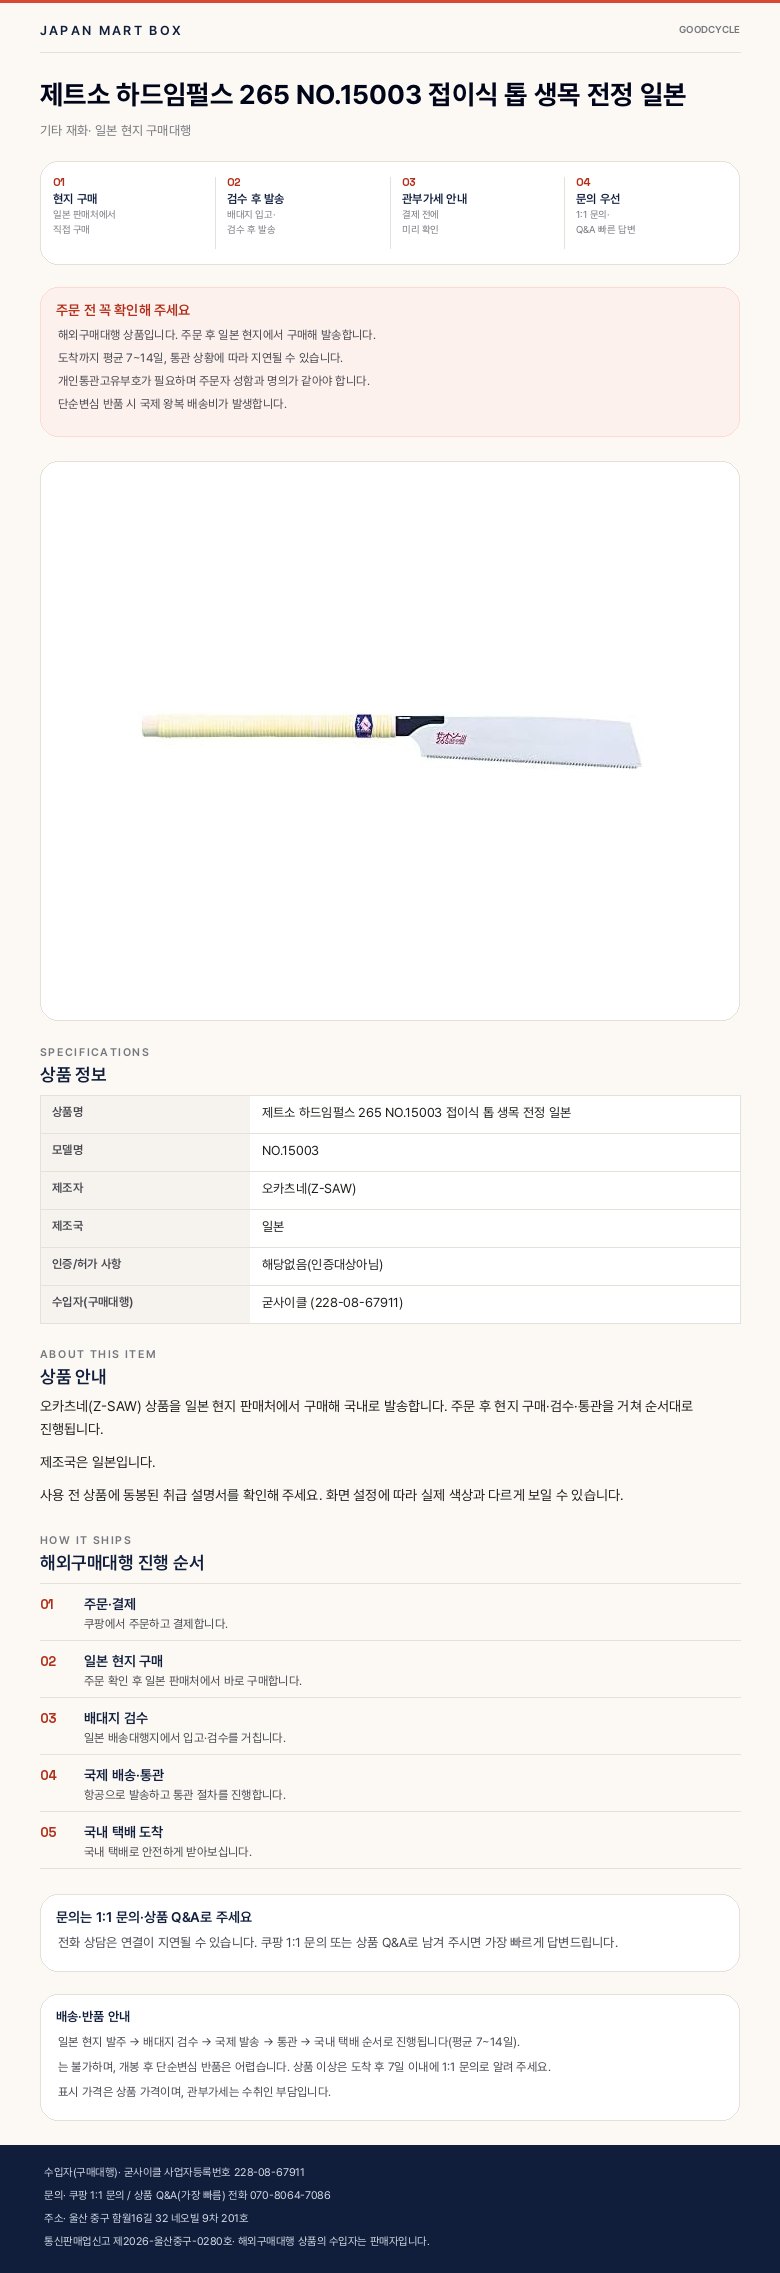 JAPAN MART BOX
GOODCYCLE
제트소 하드임펄스 265 NO.15003 접이식 톱 생목 전정 일본
기타 재화· 일본 현지 구매대행
01
현지 구매
일본 판매처에서
직접 구매
02
검수 후 발송
배대지 입고·
검수 후 발송
03
관부가세 안내
결제 전에
미리 확인
04
문의 우선
1:1 문의·
Q&A 빠른 답변
주문 전 꼭 확인해 주세요
해외구매대행 상품입니다. 주문 후 일본 현지에서 구매해 발송합니다.
도착까지 평균 7~14일, 통관 상황에 따라 지연될 수 있습니다.
개인통관고유부호가 필요하며 주문자 성함과 명의가 같아야 합니다.
단순변심 반품 시 국제 왕복 배송비가 발생합니다.
SPECIFICATIONS
상품 정보
상품명
제트소 하드임펄스 265 NO.15003 접이식 톱 생목 전정 일본
모델명
NO.15003
제조자
오카츠네(Z-SAW)
제조국
일본
인증/허가 사항
해당없음(인증대상아님)
수입자(구매대행)
굳사이클 (228-08-67911)
ABOUT THIS ITEM
상품 안내
오카츠네(Z-SAW) 상품을 일본 현지 판매처에서 구매해 국내로 발송합니다. 주문 후 현지 구매·검수·통관을 거쳐 순서대로
진행됩니다.
제조국은 일본입니다.
사용 전 상품에 동봉된 취급 설명서를 확인해 주세요. 화면 설정에 따라 실제 색상과 다르게 보일 수 있습니다.
HOW IT SHIPS
해외구매대행 진행 순서
01
주문·결제
쿠팡에서 주문하고 결제합니다.
02
일본 현지 구매
주문 확인 후 일본 판매처에서 바로 구매합니다.
03
배대지 검수
일본 배송대행지에서 입고·검수를 거칩니다.
04
국제 배송·통관
항공으로 발송하고 통관 절차를 진행합니다.
05
국내 택배 도착
국내 택배로 안전하게 받아보십니다.
문의는 1:1 문의·상품 Q&A로 주세요
전화 상담은 연결이 지연될 수 있습니다. 쿠팡 1:1 문의 또는 상품 Q&A로 남겨 주시면 가장 빠르게 답변드립니다.
배송·반품 안내
일본 현지 발주 → 배대지 검수 → 국제 발송 → 통관 → 국내 택배 순서로 진행됩니다(평균 7~14일).
는 불가하며, 개봉 후 단순변심 반품은 어렵습니다. 상품 이상은 도착 후 7일 이내에 1:1 문의로 알려 주세요.
표시 가격은 상품 가격이며, 관부가세는 수취인 부담입니다.
수입자(구매대행)· 굳사이클 사업자등록번호 228-08-67911
문의· 쿠팡 1:1 문의 / 상품 Q&A(가장 빠름) 전화 070-8064-7086
주소· 울산 중구 함월16길 32 네오빌 9차 201호
통신판매업신고 제2026-울산중구-0280호· 해외구매대행 상품의 수입자는 판매자입니다.